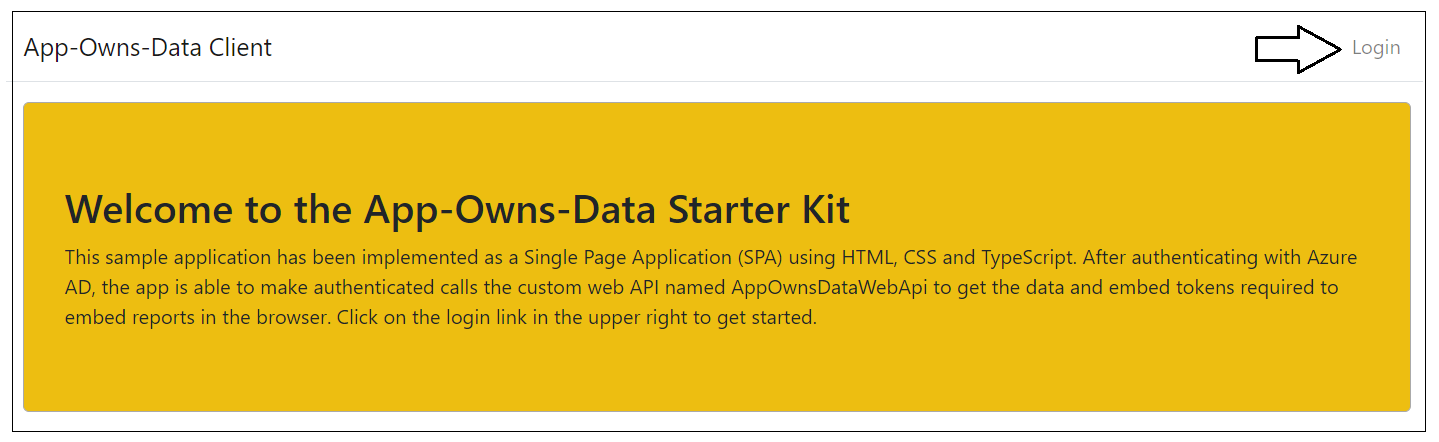 App-Owns-Data Client
Login
Welcome to the App-Owns-Data Starter Kit
This sample application has been implemented as a Single Page Application (SPA) using HTML, CSS and TypeScript. After authenticating with Azure
AD, the app is able to make authenticated calls the custom web API named AppOwnsDataWebApi to get the data and embed tokens required to
embed reports in the browser. Click on the login link in the upper right to get started.